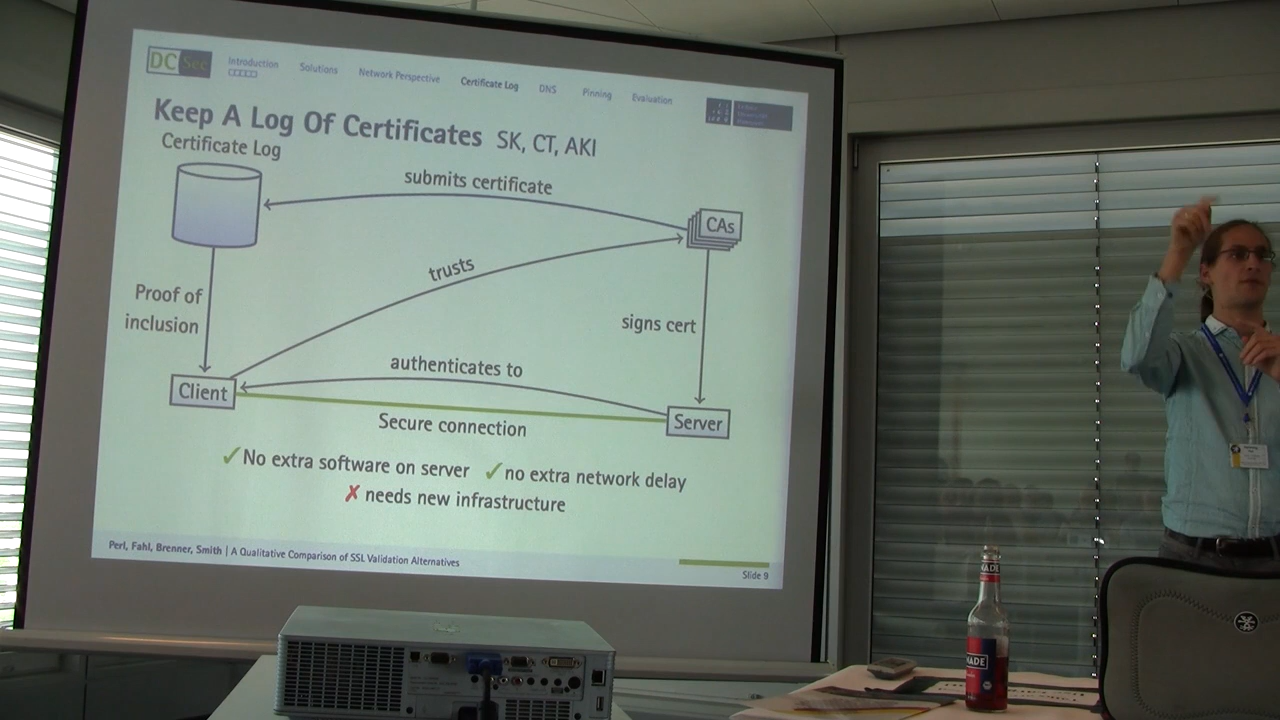 DC Sec
Introduction Solutions Network Perspective Certificate Log DNS Pinning Evaluation
Keep A Log Of Certificates SK, CT, AKI
Certificate Log
submits certificate
CAs
trusts
Proof of
inclusion
signs cert
authenticates to
Client
Server
Secure connection
✓No extra software on server ✓no extra network delay
✗ needs new infrastructure
Perl, Fahl, Brenner, Smith | A Qualitative Comparison of SSL Validation Alternatives
Slide 9